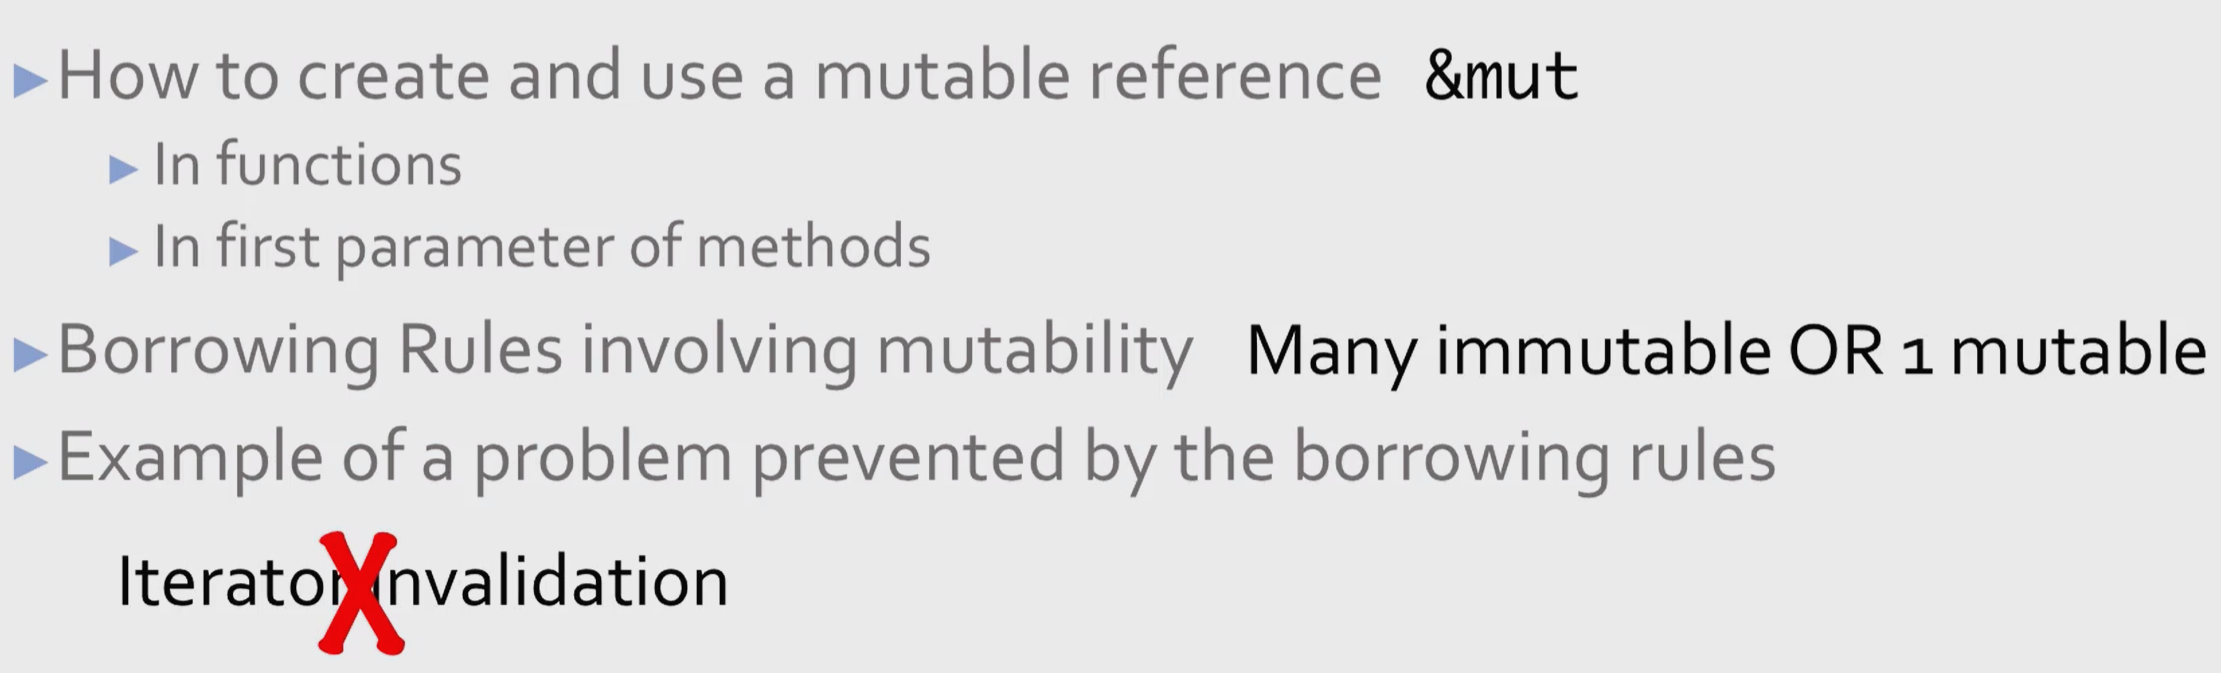 How to create and use a mutable reference &mut
In functions
In first parameter of methods
Borrowing Rules involving mutability Many immutable OR 1 mutable
Example of a problem prevented by the borrowing rules
Iterator Invalidation